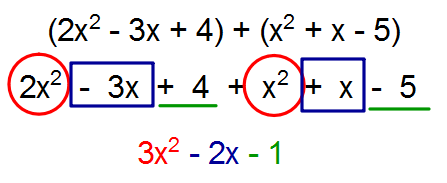 (2x² - 3x + 4) + (x² + x - 5)
2x² - 3x + 4 + x² + x - 5
3x² - 2x - 1